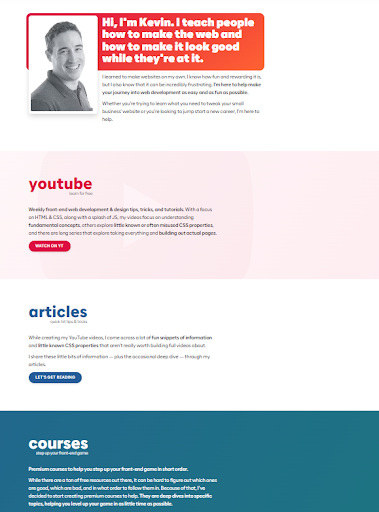 Hi, I'm Kevin. I teach people
how to make the web and
how to make it look good
while they're at it.
I learned to make websites on my own. I know how fun and rewarding it is,
but I also know that it can be incredibly frustrating. I'm here to help make
your journey into web development as easy and as fun as possible.
Whether you're trying to learn what you need to tweak your small
business' website or you're looking to jump start a new career, I'm here to
help.
youtube
learn for free
Weekly front-end web development & design tips, tricks, and tutorials. With a focus
on HTML & CSS, along with a splash of JS, my videos focus on understanding
fundamental concepts, others explore little known or often misused CSS properties,
and there are long series that explore taking everything and building out actual pages.
WATCH ON YT
articles
quick hit tips & tricks
While creating my YouTube videos, I come across a lot of fun snippets of information
and little known CSS properties that aren't really worth building full videos about.
I share these little bits of information — plus the occasional deep dive — through my
articles.
LET'S GET READING
courses
step up your front-end game
Premium courses to help you step up your front-end game in short order.
While there are a ton of free resources out there, it can be hard to figure out which ones
are good, which are bad, and in what order to follow them in. Because of that, I've
decided to start creating premium courses to help. They are deep dives into specific
topics, helping you level up your game in as little time as possible.